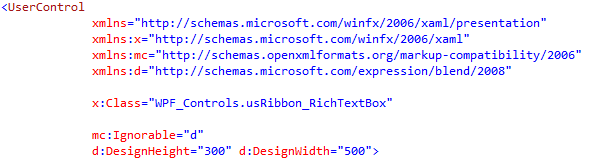 <UserControl
xmlns="http://schemas.microsoft.com/winfx/2006/xaml/presentation"
xmlns:x="http://schemas.microsoft.com/winfx/2006/xaml"
xmlns:mc="http://schemas.openxmlformats.org/markup-compatibility/2006"
xmlns:d="http://schemas.microsoft.com/expression/blend/2008"
x:Class="WPF_Controls.usRibbon_RichTextBox"
mc:Ignorable="d"
d:DesignHeight="300" d:DesignWidth="500">